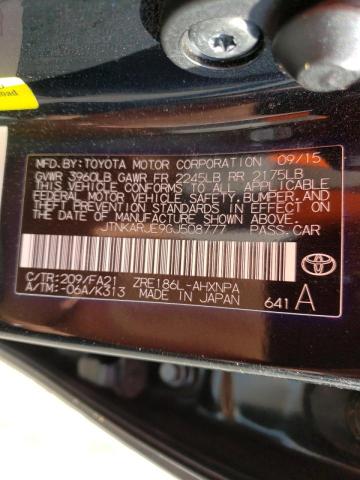 oad
MFD.BY:TOYOTA MOTOR CORPORATION 09/15
GVWR 3960LB GAWR FR 2245LB RR 2175LB
THIS VEHICLE CONFORMS TO ALL APPLICABLE
FEDERAL MOTOR VEHICLE SAFETY, BUMPER, AND
THEFT PREVENTION STANDARDS IN EFFECT ON
THE DATE OF MANUFACTURE SHOWN ABOVE.
JTNKARJE9GJ508777 PASS.CAR
C/TR:209/FA21 ZRE186L-AHXNPA
A/TM:-06A/K313 MADE IN JAPAN 641 A
TOYOTA